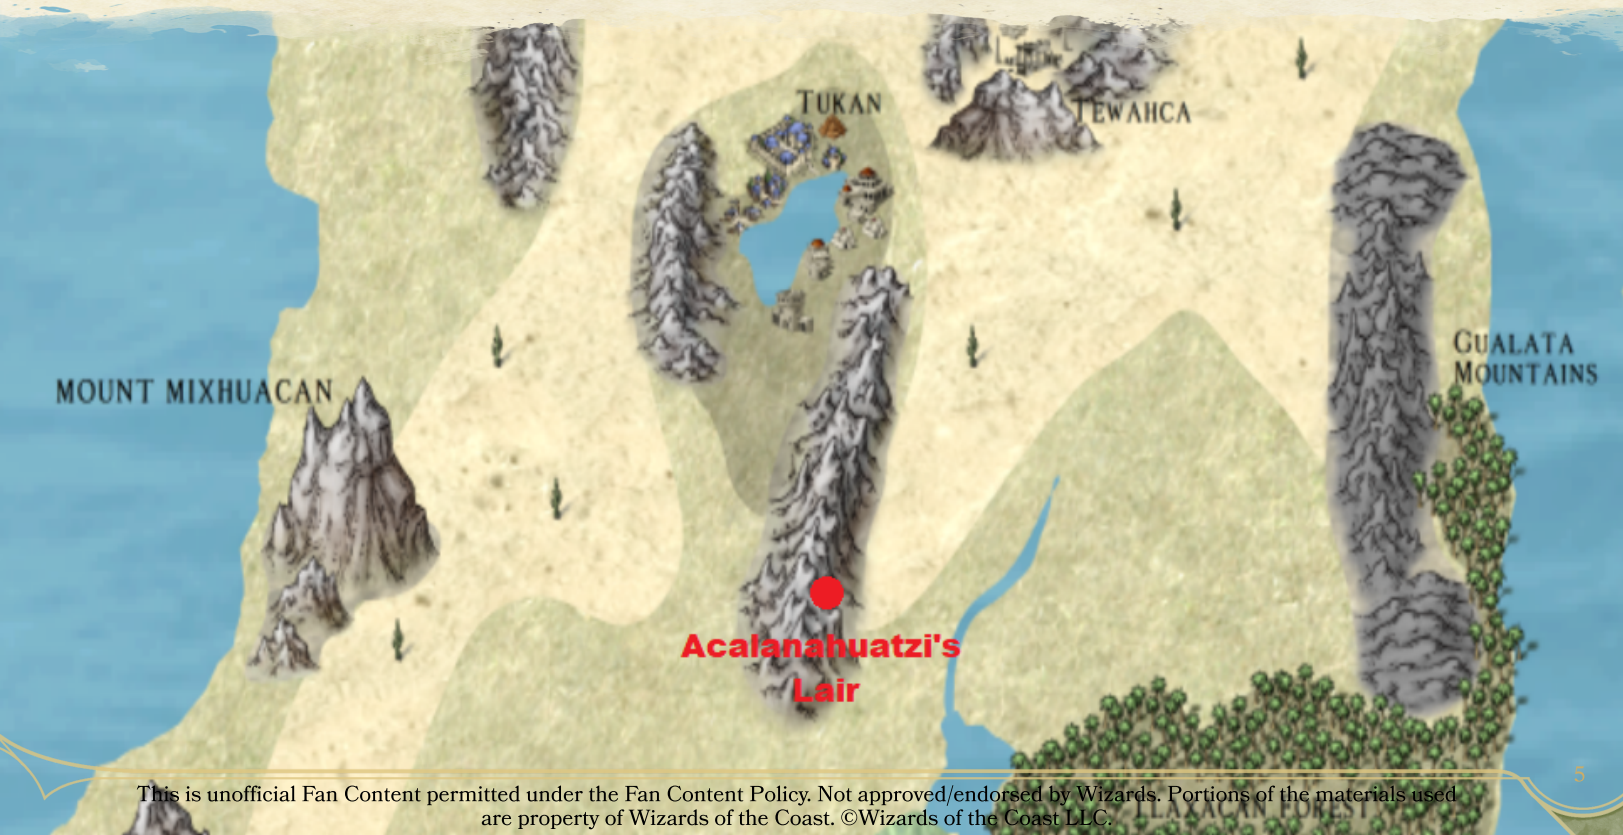 TUKAN
TEWAHCA
GUALATA
MOUNTAINS
MOUNT MIXHUACAN
Acalanahuatzi's
Lair
5
This is unofficial Fan Content permitted under the Fan Content Policy. Not approved/endorsed by Wizards. Portions of the materials used
are property of Wizards of the Coast. ©Wizards of the Coast LLC.
TLAXACAN FOREST